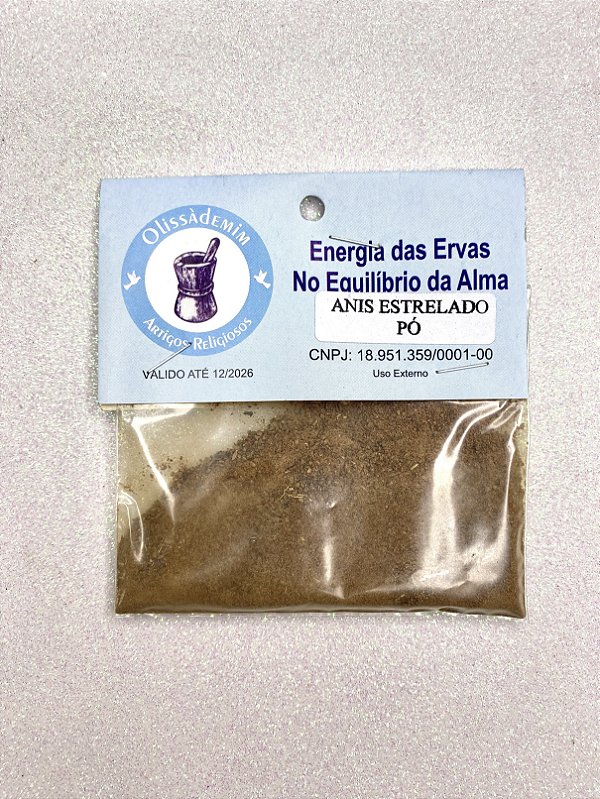 Olissàdemim
Artigos Religiosos
VÁLIDO ATÉ 12/2026
Energia das Ervas
No Equilíbrio da Alma
ANIS ESTRELADO
PÓ
CNPJ: 18.951.359/0001-00
Uso Externo